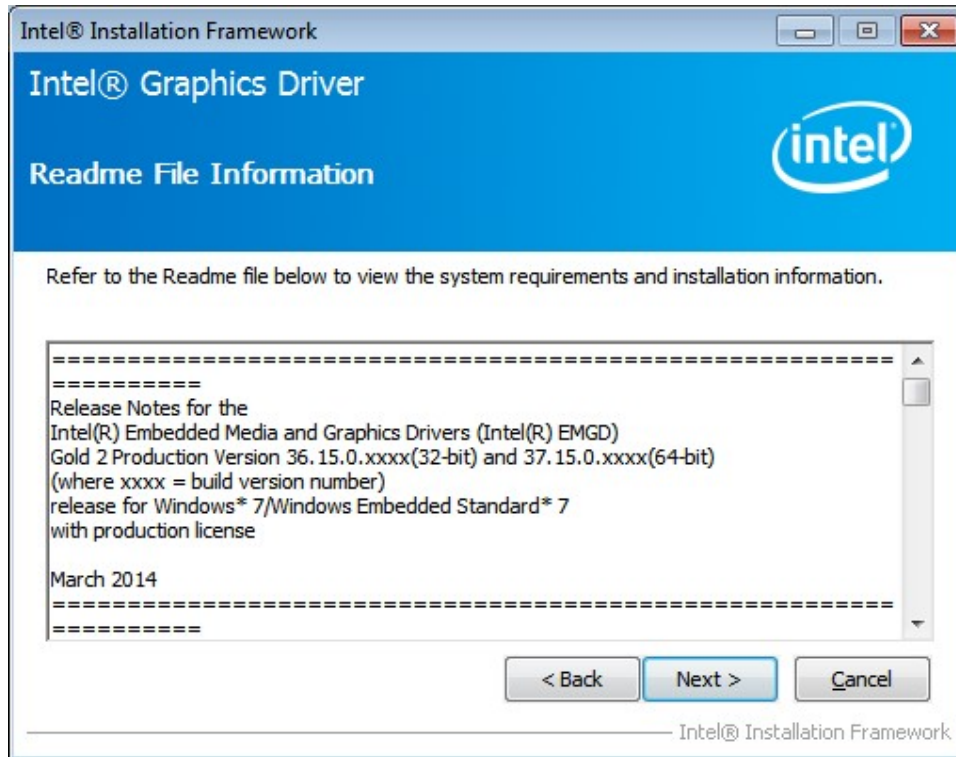 Intel® Installation Framework
Intel® Graphics Driver
intel
Readme File Information
Refer to the Readme file below to view the system requirements and installation information.
========================================================
==========
Release Notes for the
Intel(R) Embedded Media and Graphics Drivers (Intel(R) EMGD)
Gold 2 Production Version 36.15.0.xxxx(32-bit) and 37.15.0.xxxx(64-bit)
(where xxxx = build version number)
release for Windows* 7/Windows Embedded Standard* 7
with production license
March 2014
========================================================
==========
< Back Next > Cancel
Intel® Installation Framework